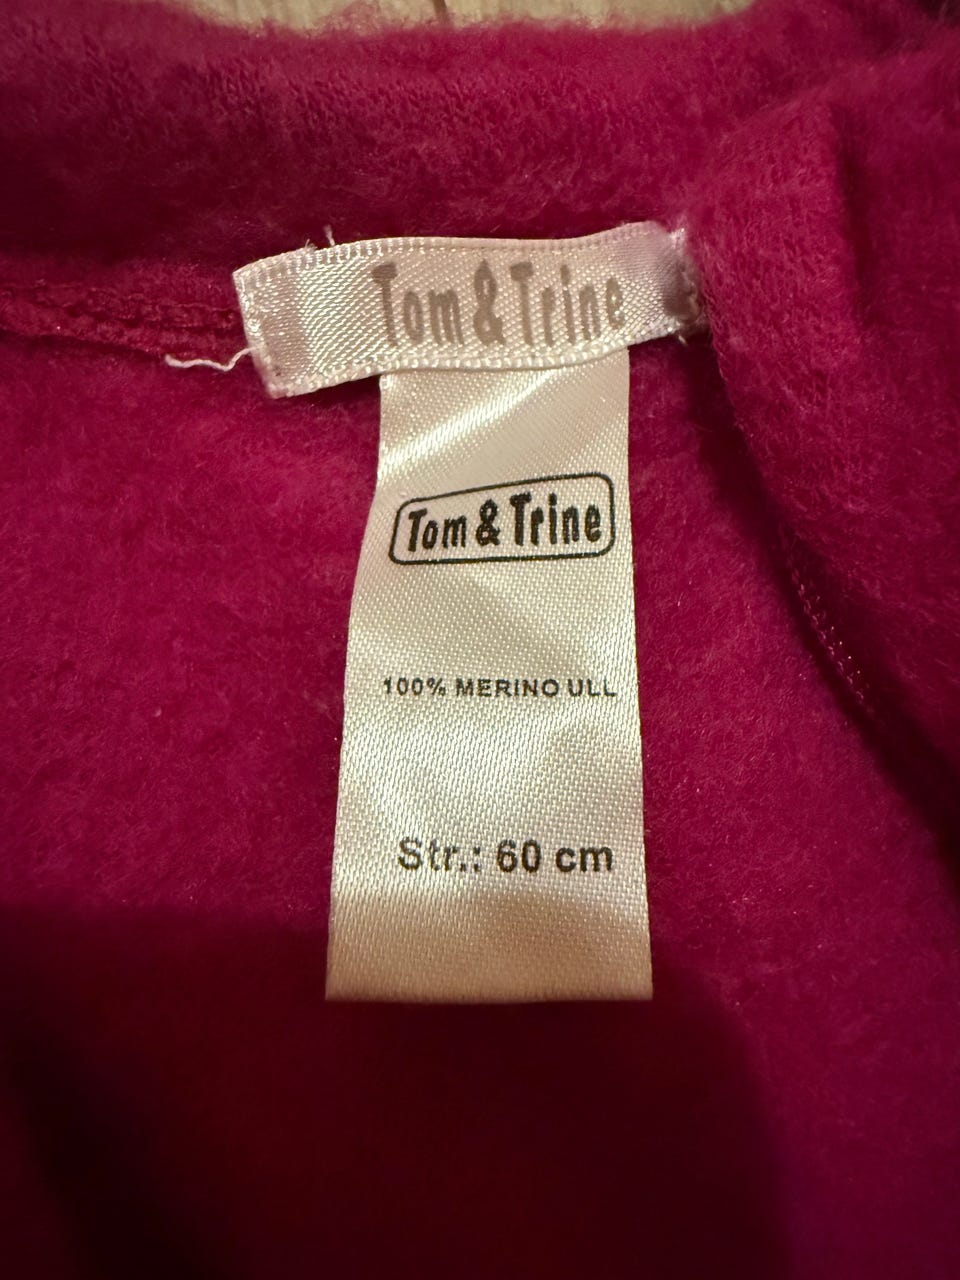 Tom & Trine
Tom & Trine
100% MERINO ULL
Str.: 60 cm